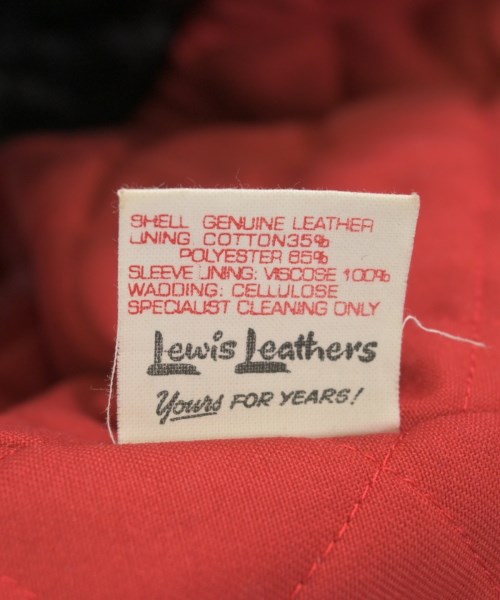 SHELL GENUINE LEATHER
LINING COTTON35%
POLYESTER 65%
SLEEVE LINING: VISCOSE 100%
WADDING: CELLULOSE
SPECIALIST CLEANING ONLY
Lewis Leathers
Yours FOR YEARS!